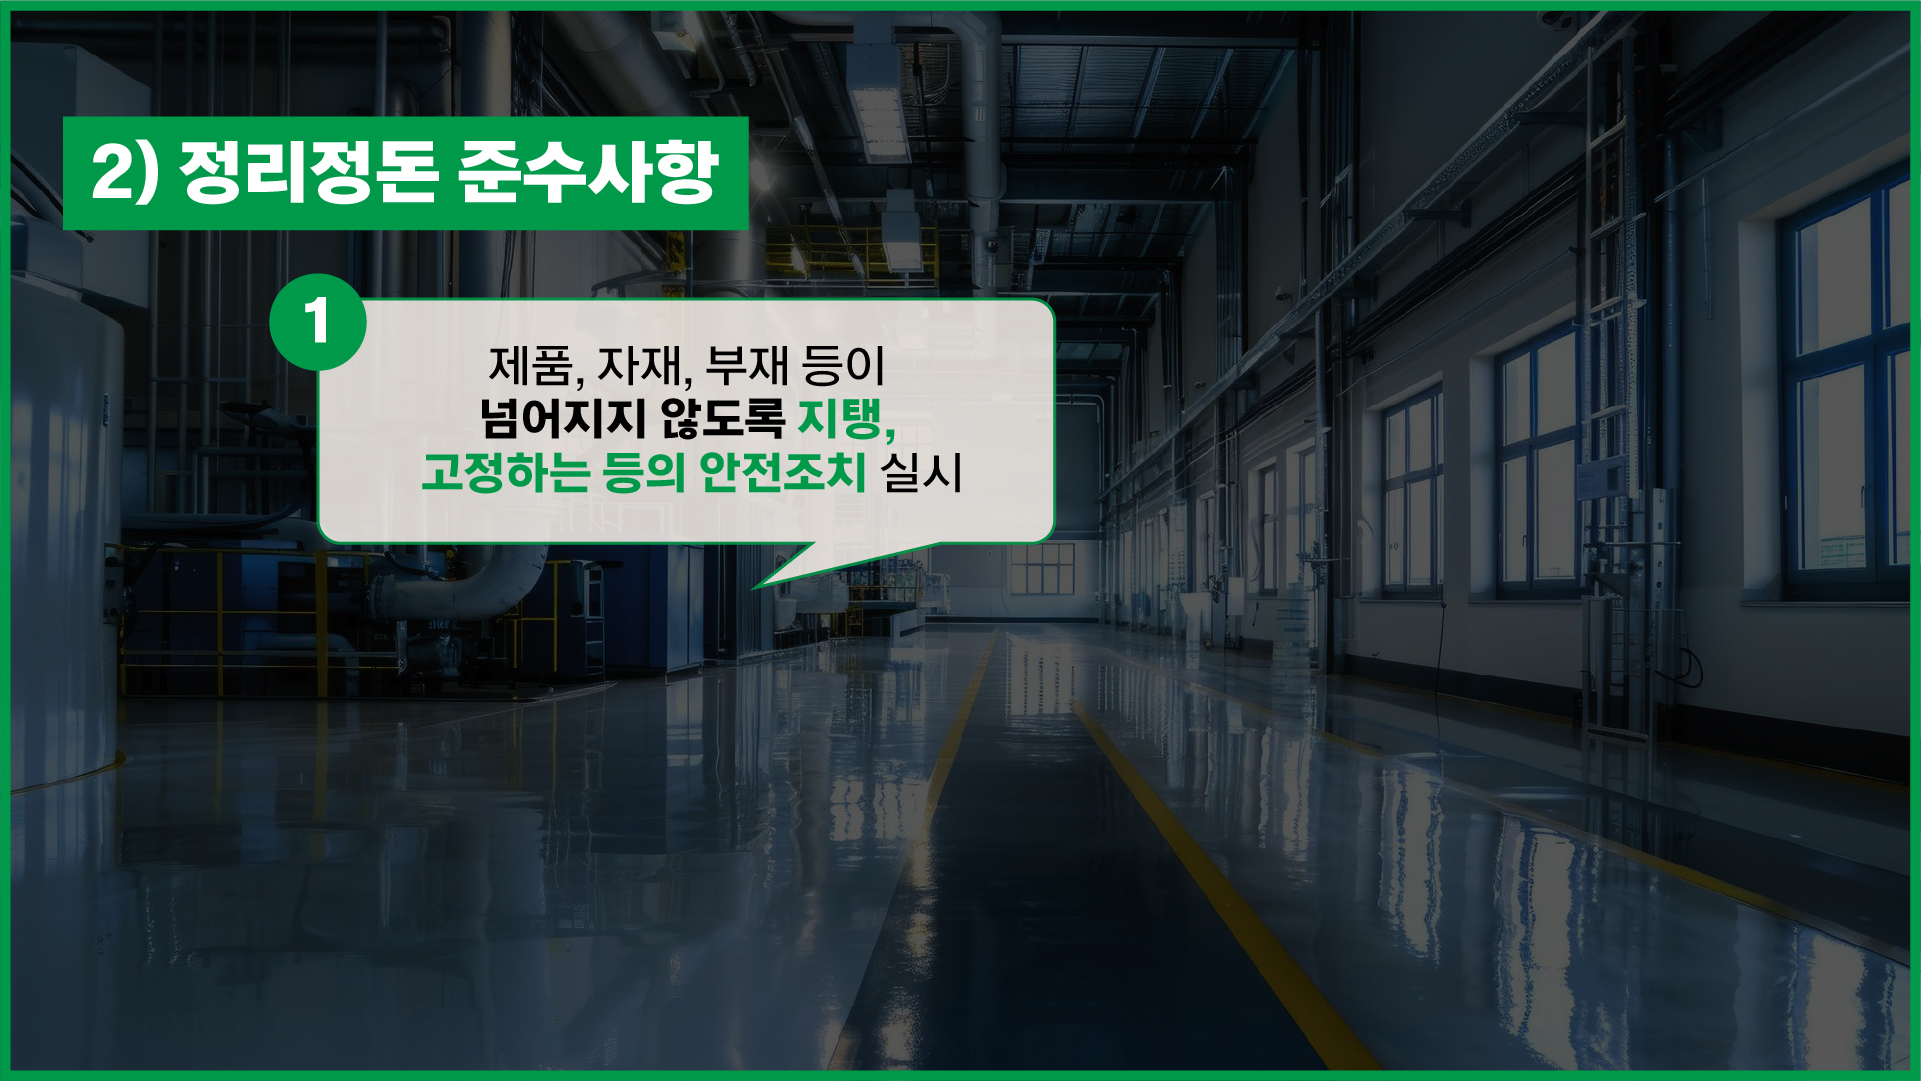 2) 정리정돈 준수사항
1
제품, 자재, 부재 등이
넘어지지 않도록 지탱,
고정하는 등의 안전조치 실시